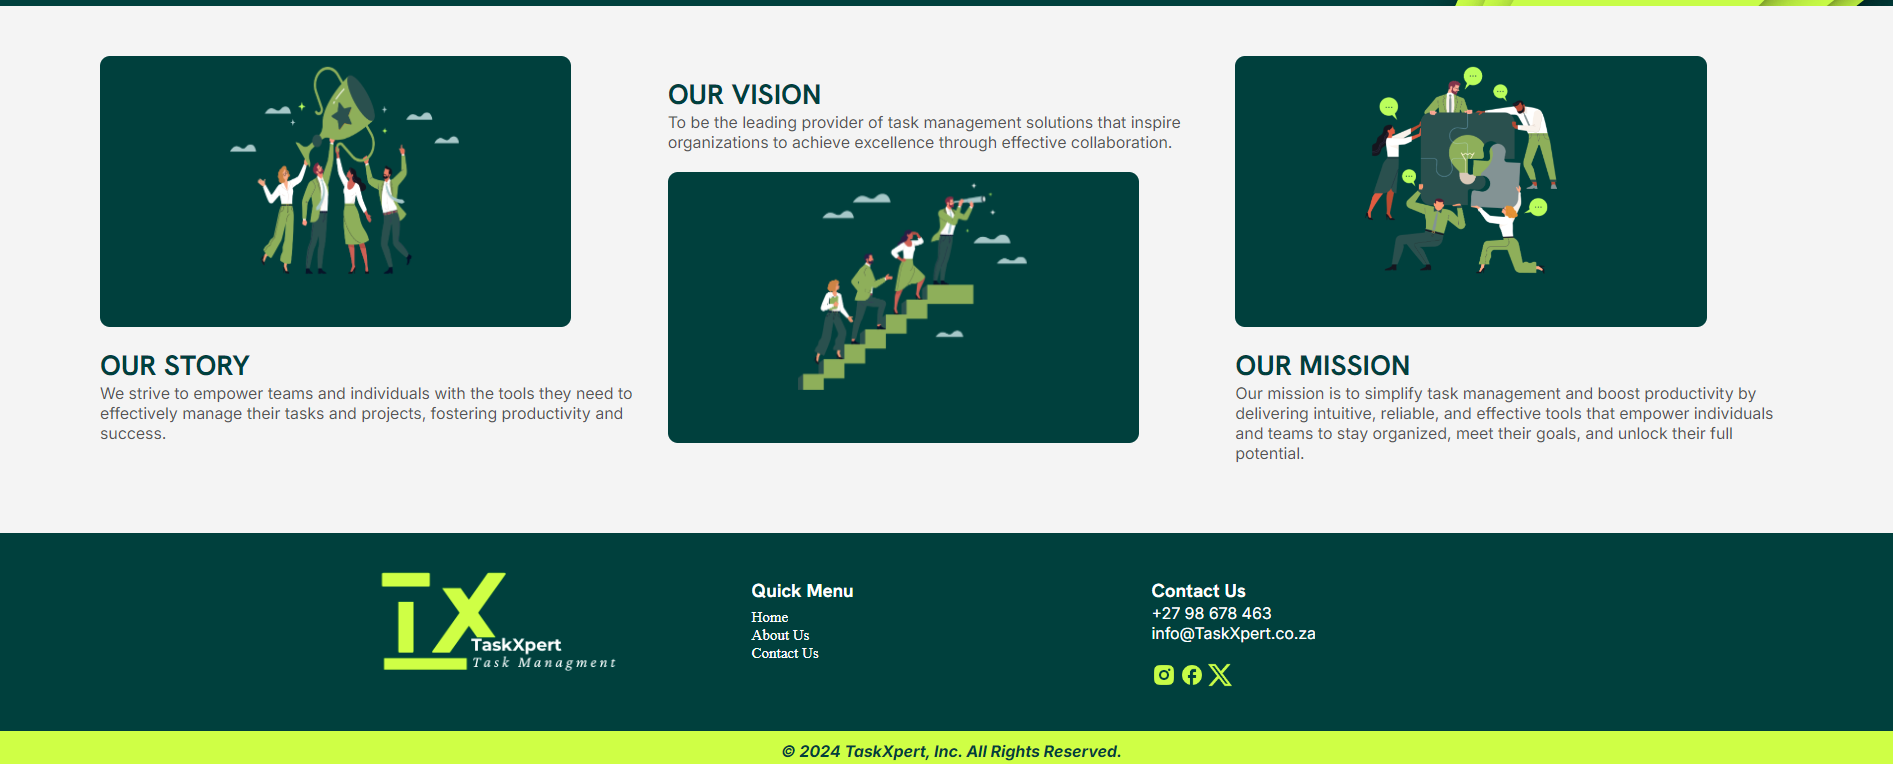 OUR STORY
We strive to empower teams and individuals with the tools they need to
effectively manage their tasks and projects, fostering productivity and
success.
OUR VISION
To be the leading provider of task management solutions that inspire
organizations to achieve excellence through effective collaboration.
OUR MISSION
Our mission is to simplify task management and boost productivity by
delivering intuitive, reliable, and effective tools that empower individuals
and teams to stay organized, meet their goals, and unlock their full
potential.
TX
TaskXpert
Task Managment
Quick Menu
Home
About Us
Contact Us
Contact Us
+27 98 678 463
info@TaskXpert.co.za
© 2024 TaskXpert, Inc. All Rights Reserved.